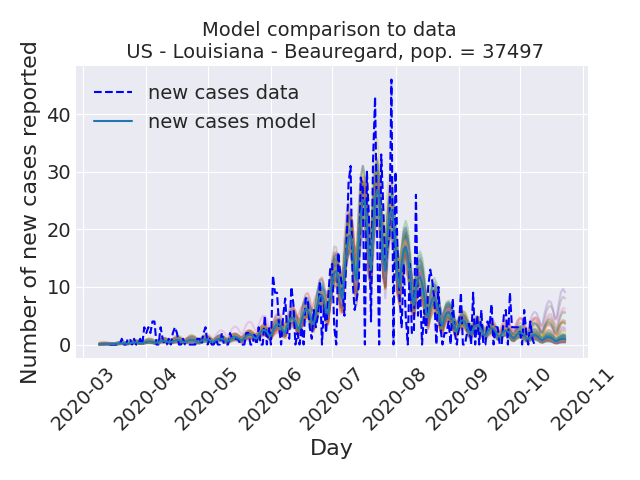 Model comparison to data
US - Louisiana - Beauregard, pop. = 37497
Number of new cases reported
40
30
20
10
0
new cases data
new cases model
2020-03
2020-04
2020-05
2020-06
2020-07
2020-08
2020-09
2020-10
2020-11
Day